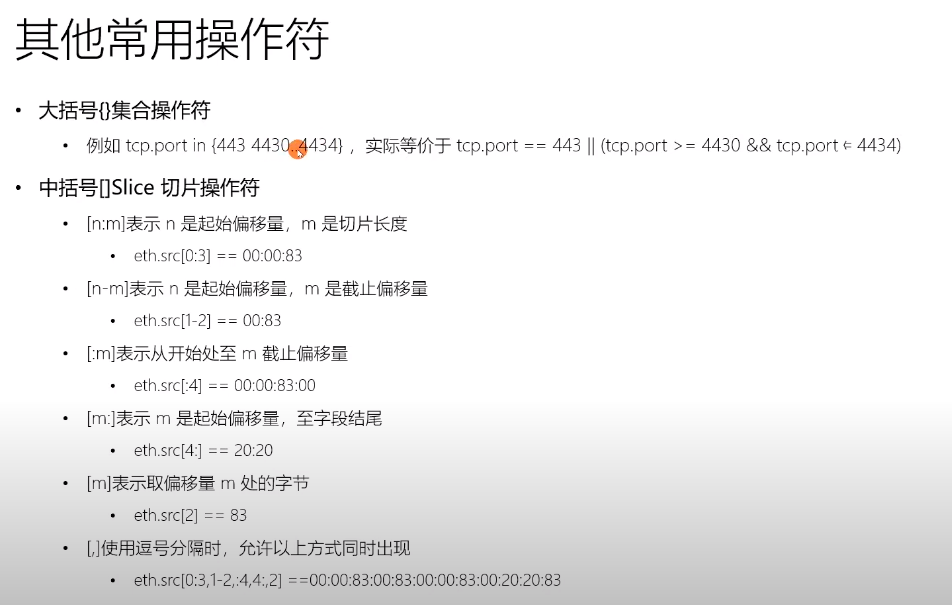 其他常用操作符
• 大括号{}集合操作符
• 例如 tcp.port in {443 4430..4434} ，实际等价于 tcp.port == 443 || (tcp.port >= 4430 && tcp.port ⋲ 4434)
• 中括号[]Slice 切片操作符
• [n:m]表示 n 是起始偏移量，m 是切片长度
• eth.src[0:3] == 00:00:83
• [n-m]表示 n 是起始偏移量，m 是截止偏移量
• eth.src[1-2] == 00:83
• [:m]表示从开始处至 m 截止偏移量
• eth.src[:4] == 00:00:83:00
• [m:]表示 m 是起始偏移量，至字段结尾
• eth.src[4:] == 20:20
• [m]表示取偏移量 m 处的字节
• eth.src[2] == 83
• [,]使用逗号分隔时，允许以上方式同时出现
• eth.src[0:3,1-2,:4,4:,2] ==00:00:83:00:83:00:00:83:00:20:20:83